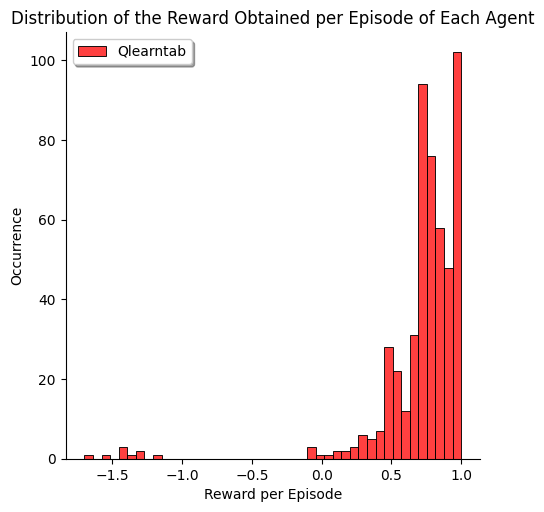 Distribution of the Reward Obtained per Episode of Each Agent
Qlearntab
100
80
60
40
20
0
Occurrence
−1.5 −1.0 −0.5 0.0 0.5 1.0
Reward per Episode